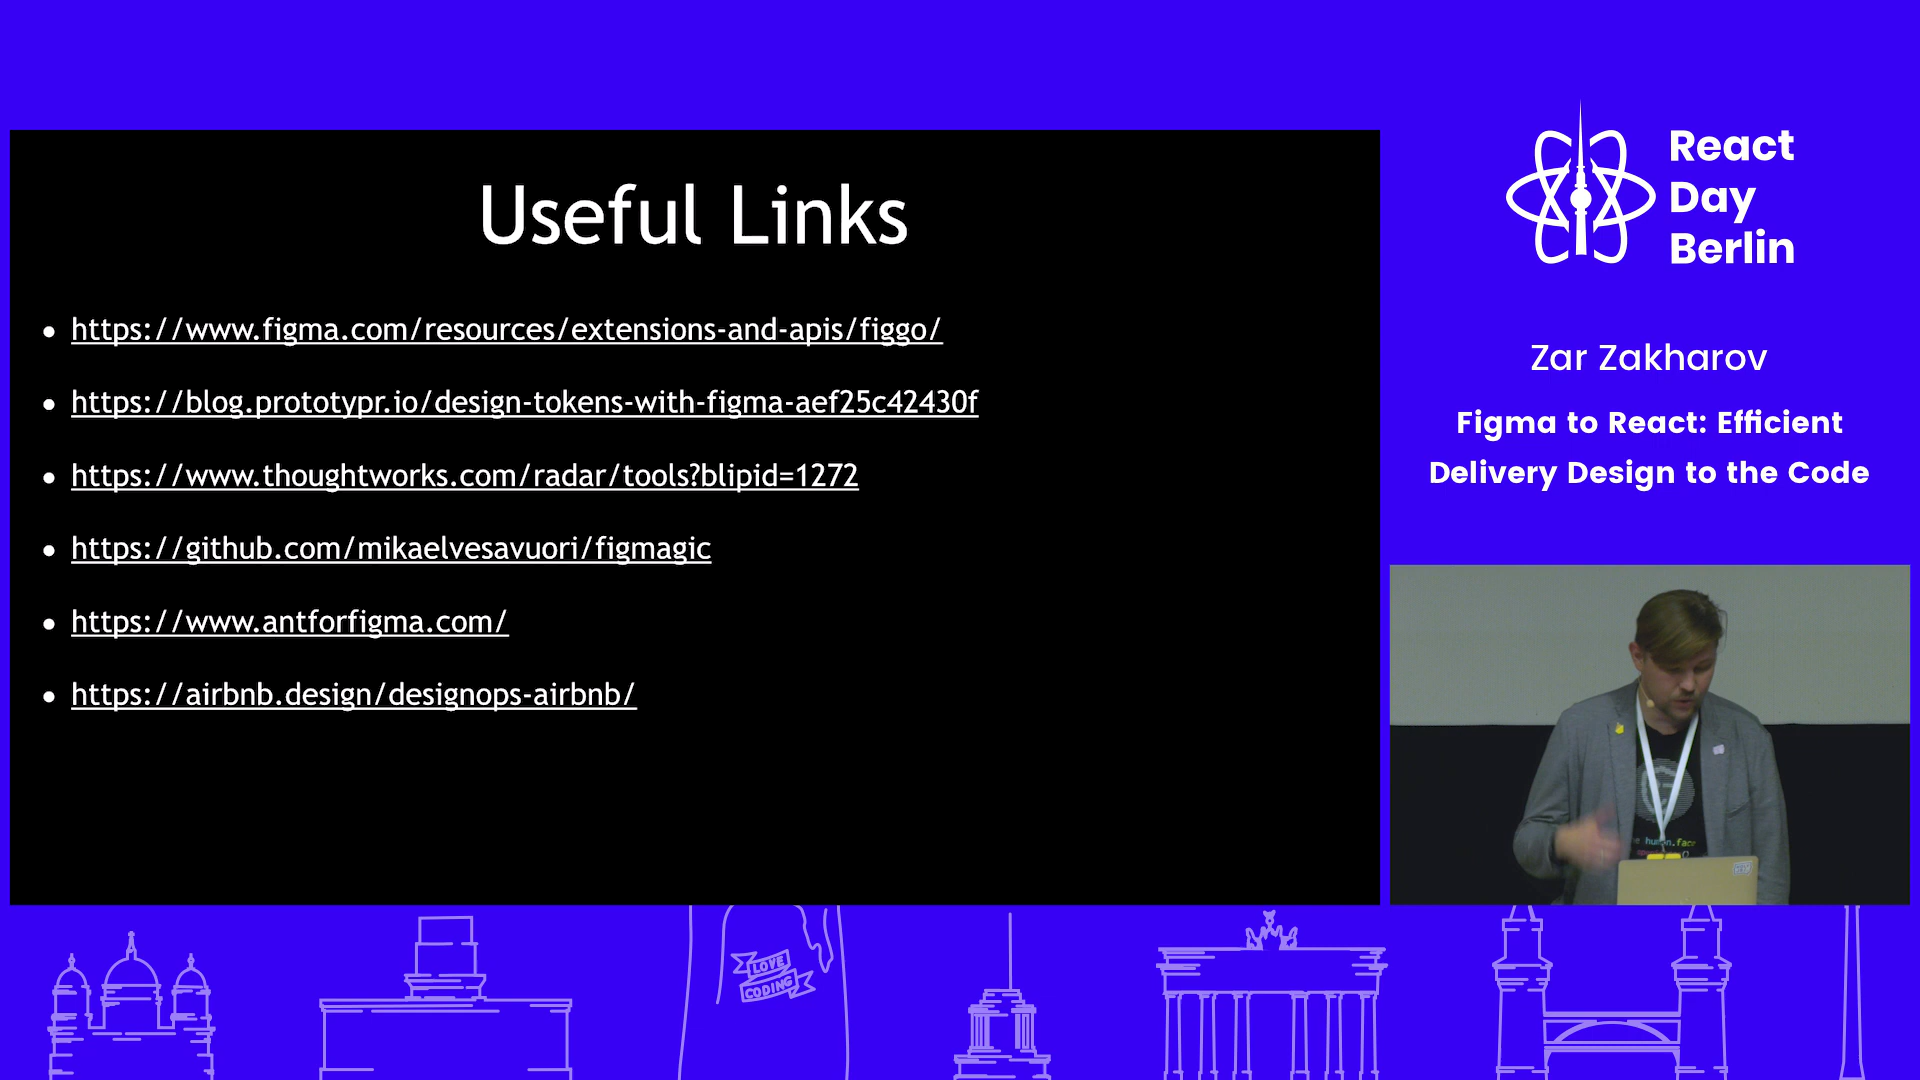 Useful Links
• https://www.figma.com/resources/extensions-and-apis/figgo/
• https://blog.prototypr.io/design-tokens-with-figma-aef25c42430f
• https://www.thoughtworks.com/radar/tools?blipid=1272
• https://github.com/mikaelvesavuori/figmagic
• https://www.antforfigma.com/
• https://airbnb.design/designops-airbnb/
React
Day
Berlin
Zar Zakharov
Figma to React: Efficient
Delivery Design to the Code
human.face
LOVE
CODING